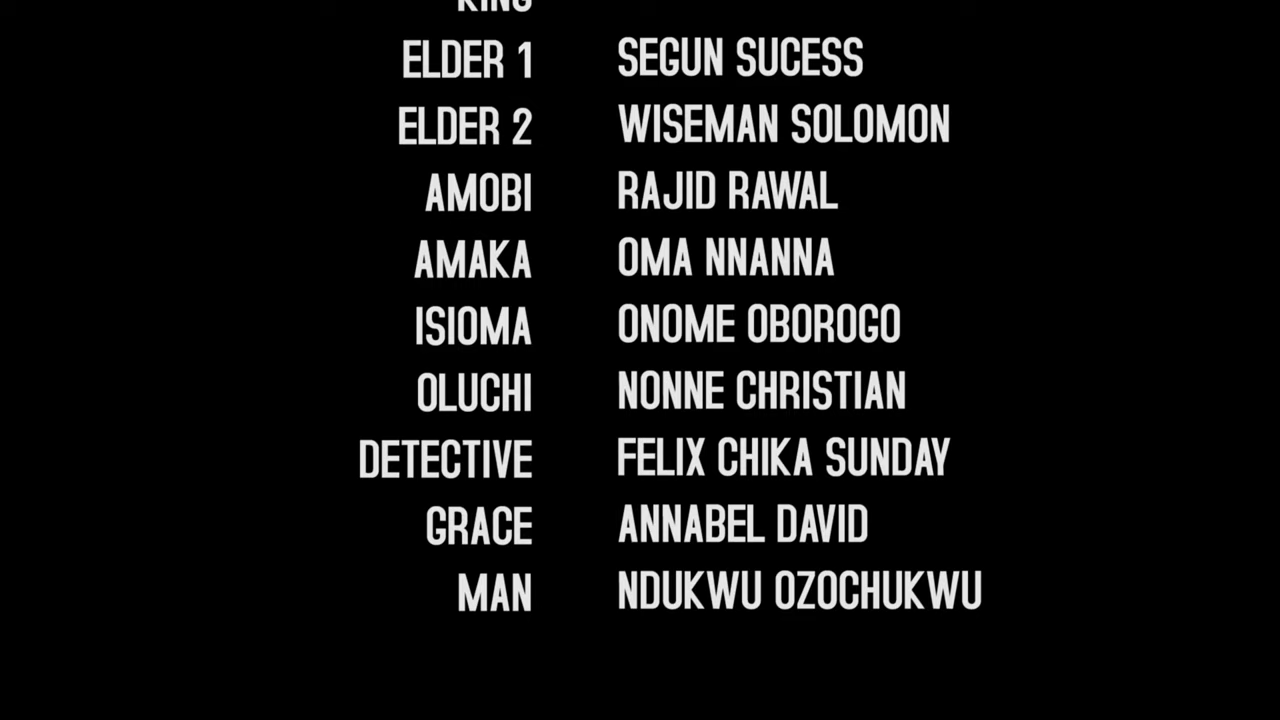 KING
ELDER 1 SEGUN SUCESS
ELDER 2 WISEMAN SOLOMON
AMOBI RAJID RAWAL
AMAKA OMA NNANNA
ISIOMA ONOME OBOROGO
OLUCHI NONNE CHRISTIAN
DETECTIVE FELIX CHIKA SUNDAY
GRACE ANNABEL DAVID
MAN NDUKWU OZOCHUKWU